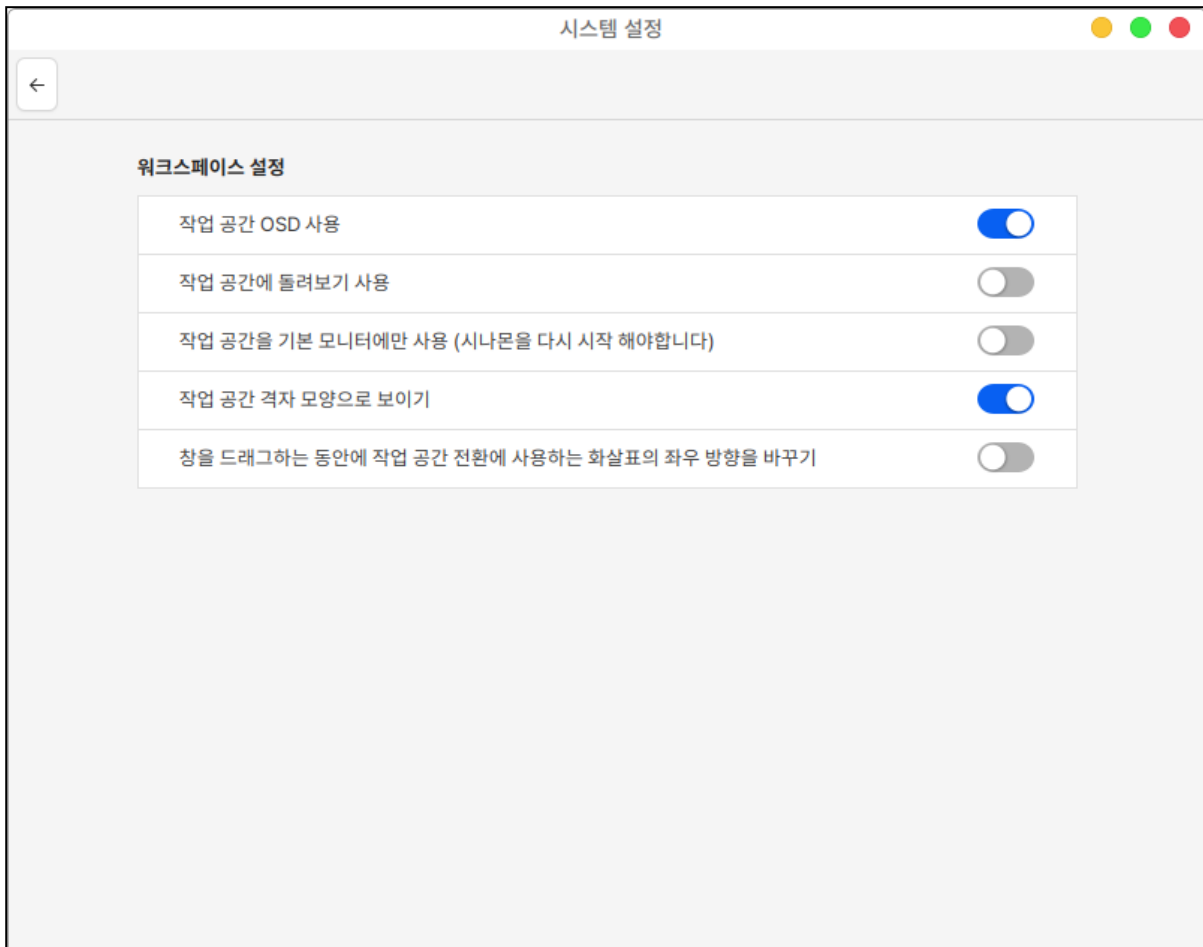 시스템 설정
워크스페이스 설정
작업 공간 OSD 사용
작업 공간에 돌려보기 사용
작업 공간을 기본 모니터에만 사용 (시나몬을 다시 시작 해야합니다)
작업 공간 격자 모양으로 보이기
창을 드래그하는 동안에 작업 공간 전환에 사용하는 화살표의 좌우 방향을 바꾸기